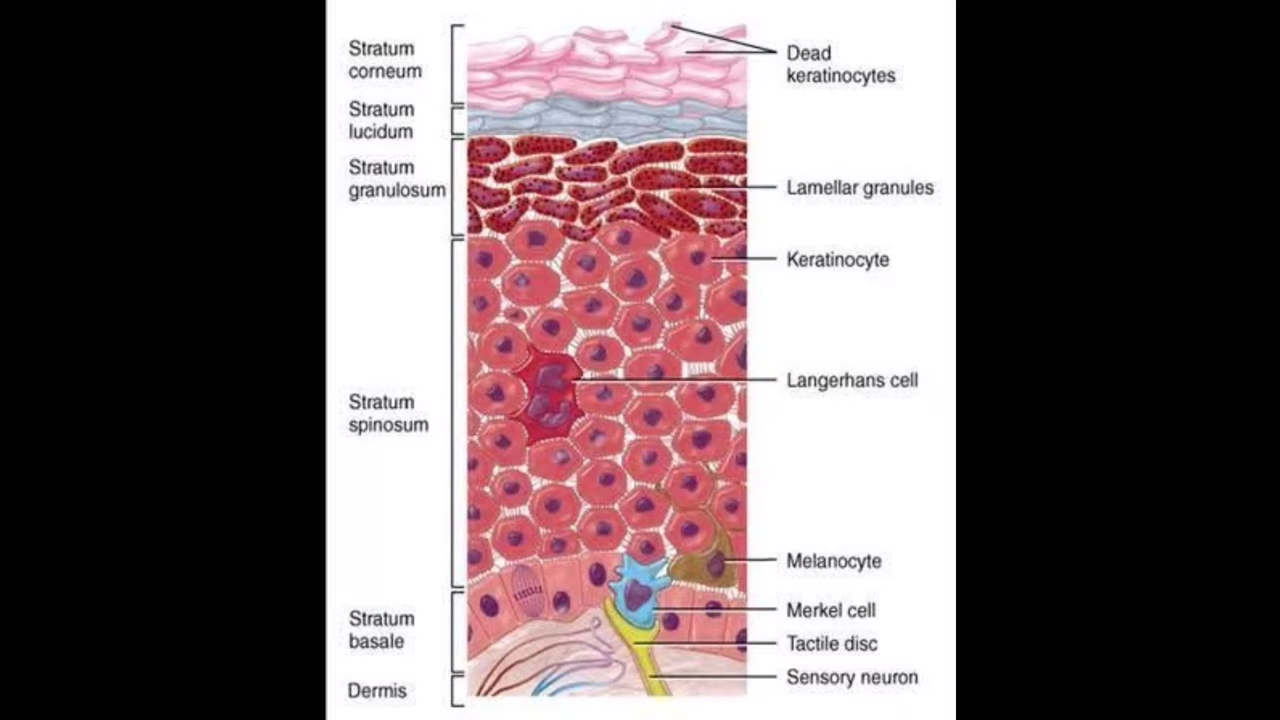 Stratum
corneum
Stratum
lucidum
Stratum
granulosum
Stratum
spinosum
Stratum
basale
Dermis
Dead
keratinocytes
Lamellar granules
Keratinocyte
Langerhans cell
Melanocyte
Merkel cell
Tactile disc
Sensory neuron